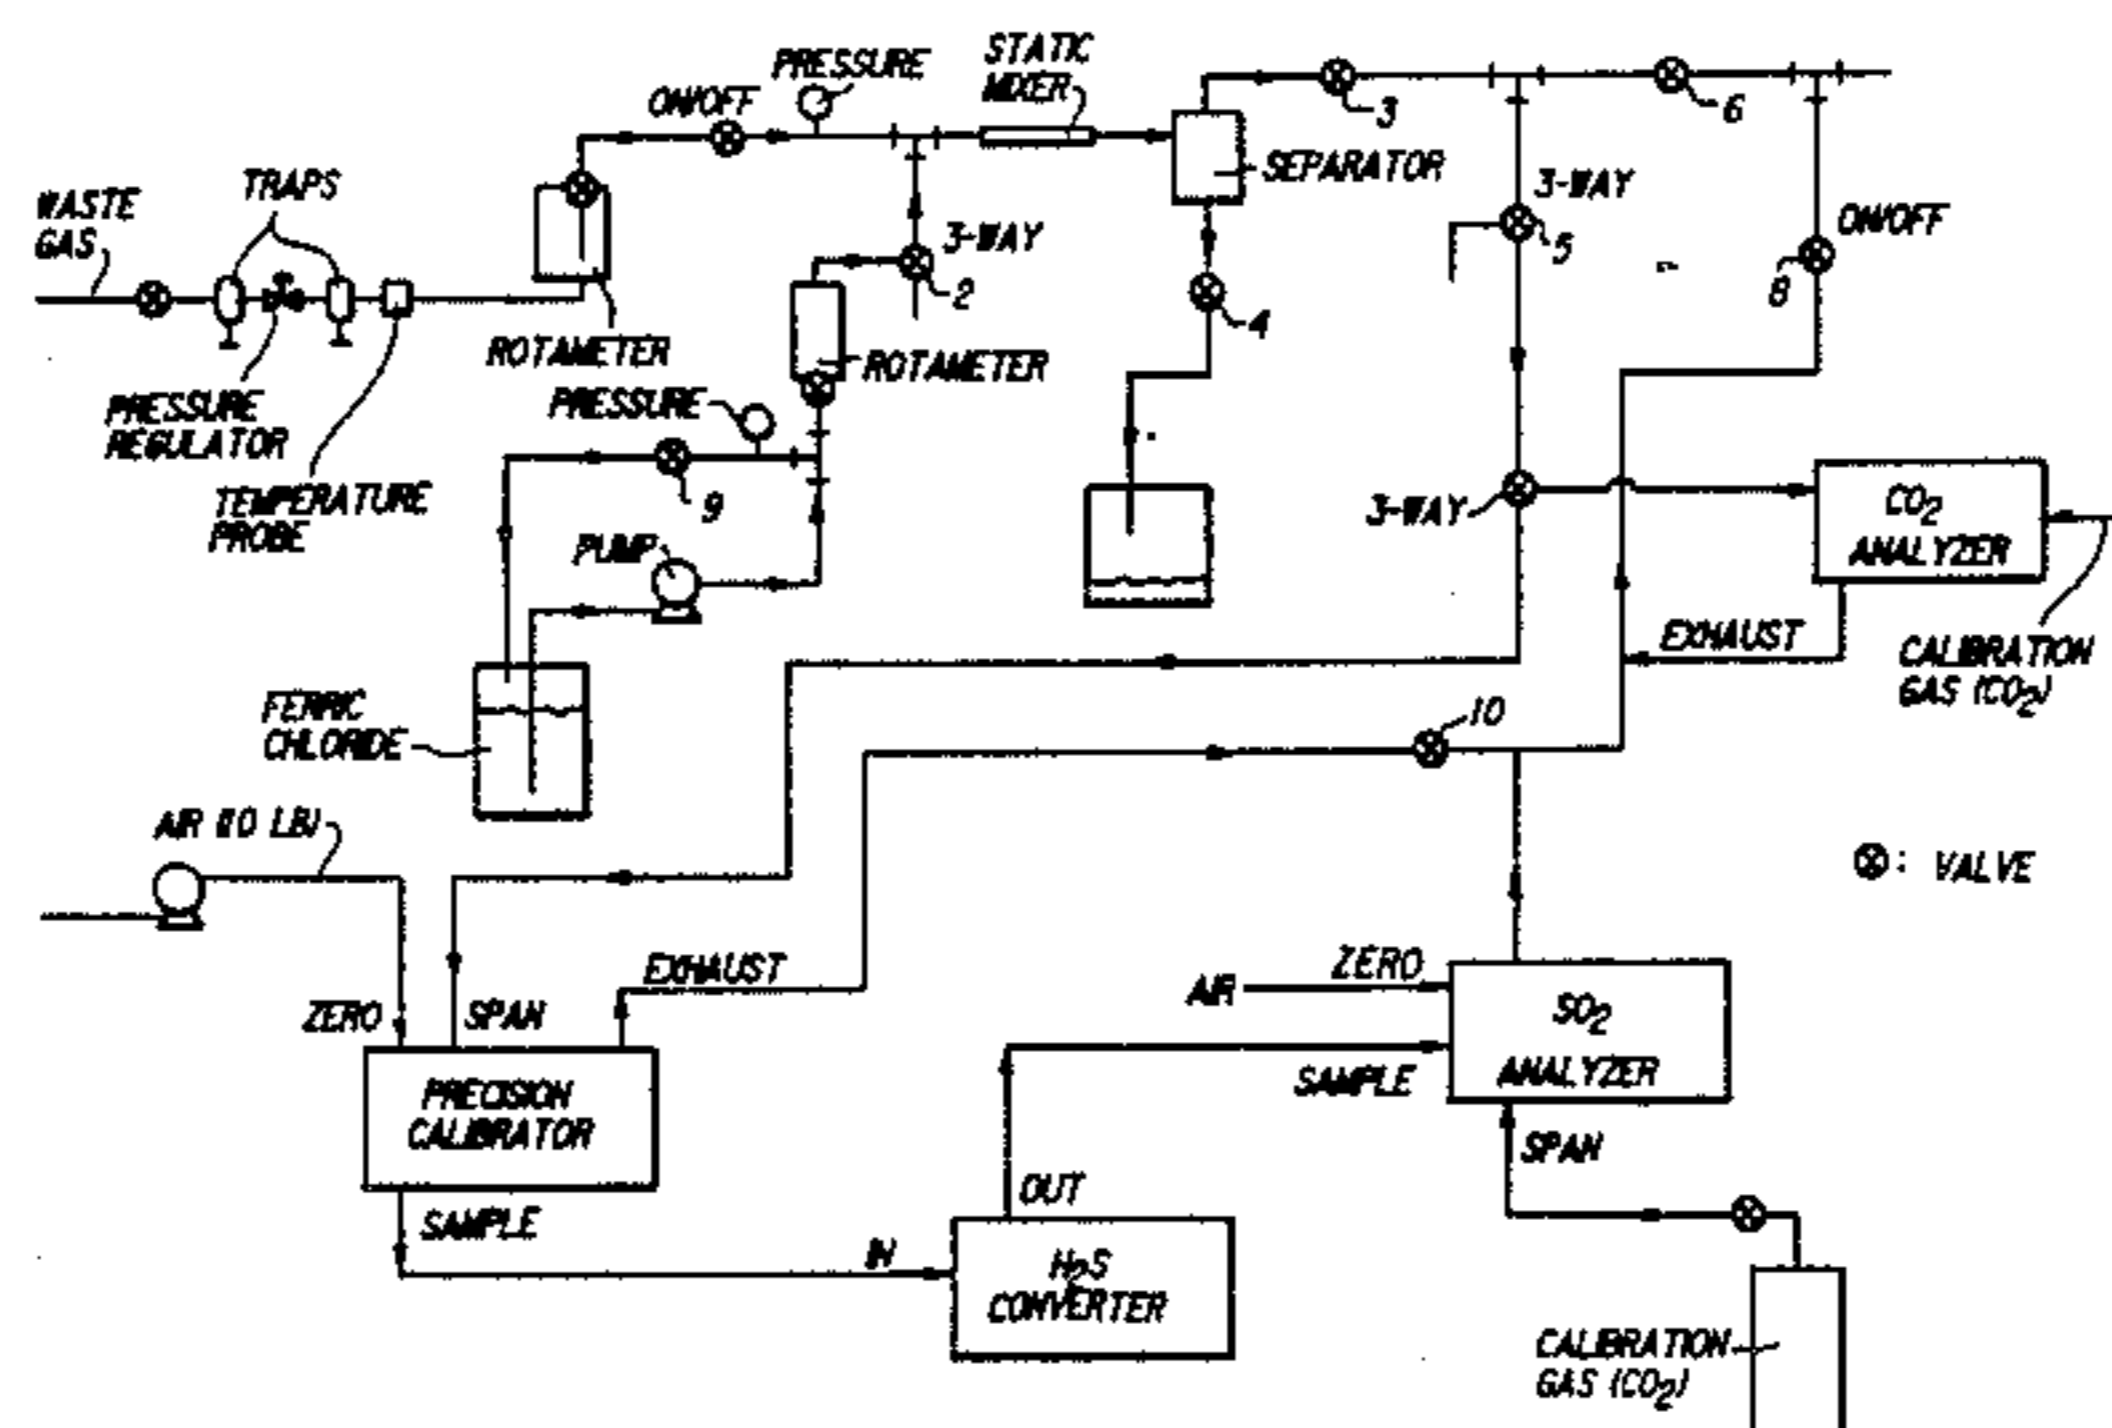 STATIC
MIXER
PRESSURE
ON/OFF
3
6
TRAPS
WASTE
GAS
SEPARATOR
3-WAY
ON/OFF
3-WAY
5
2
8
4
ROTAMETER
ROTAMETER
PRESSURE
REGULATOR
PRESSURE
TEMPERATURE
PROBE
9
3-WAY
CO2
ANALYZER
PUMP
EXHAUST
CALIBRATION
GAS (CO2)
FERRIC
CHLORIDE
10
: VALVE
EXHAUST
ZERO
AIR
ZERO
SPAN
SO2
ANALYZER
SAMPLE
PRECISION
CALIBRATOR
SPAN
OUT
SAMPLE
IN
H2S
CONVERTER
CALIBRATION
GAS (CO2)